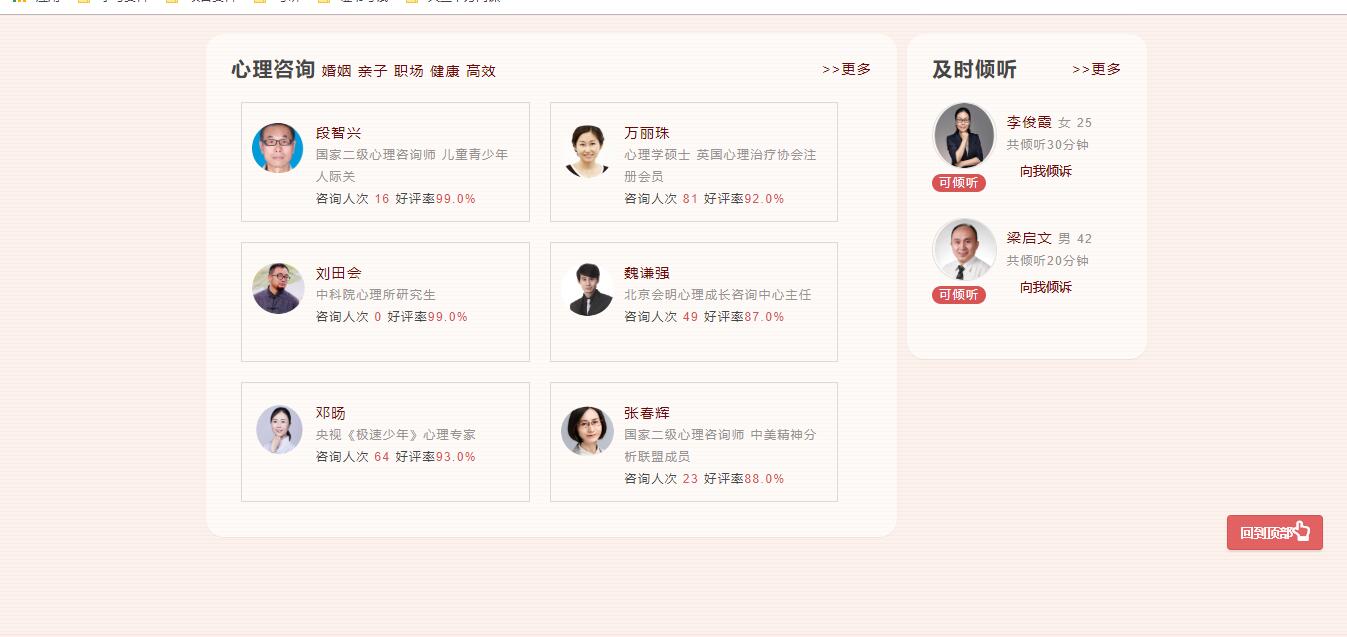 心理咨询 婚姻 亲子 职场 健康 高效 >>更多
段智兴
国家二级心理咨询师 儿童青少年
人际关
咨询人次 16 好评率99.0%
万丽珠
心理学硕士 英国心理治疗协会注
册会员
咨询人次 81 好评率92.0%
刘田会
中科院心理所研究生
咨询人次 0 好评率99.0%
魏谦强
北京会明心理成长咨询中心主任
咨询人次 49 好评率87.0%
邓旸
央视《极速少年》心理专家
咨询人次 64 好评率93.0%
张春辉
国家二级心理咨询师 中美精神分
析联盟成员
咨询人次 23 好评率88.0%
及时倾听 >>更多
李俊霞 女 25
共倾听30分钟
向我倾诉
可倾听
梁启文 男 42
共倾听20分钟
向我倾诉
可倾听
回到顶部